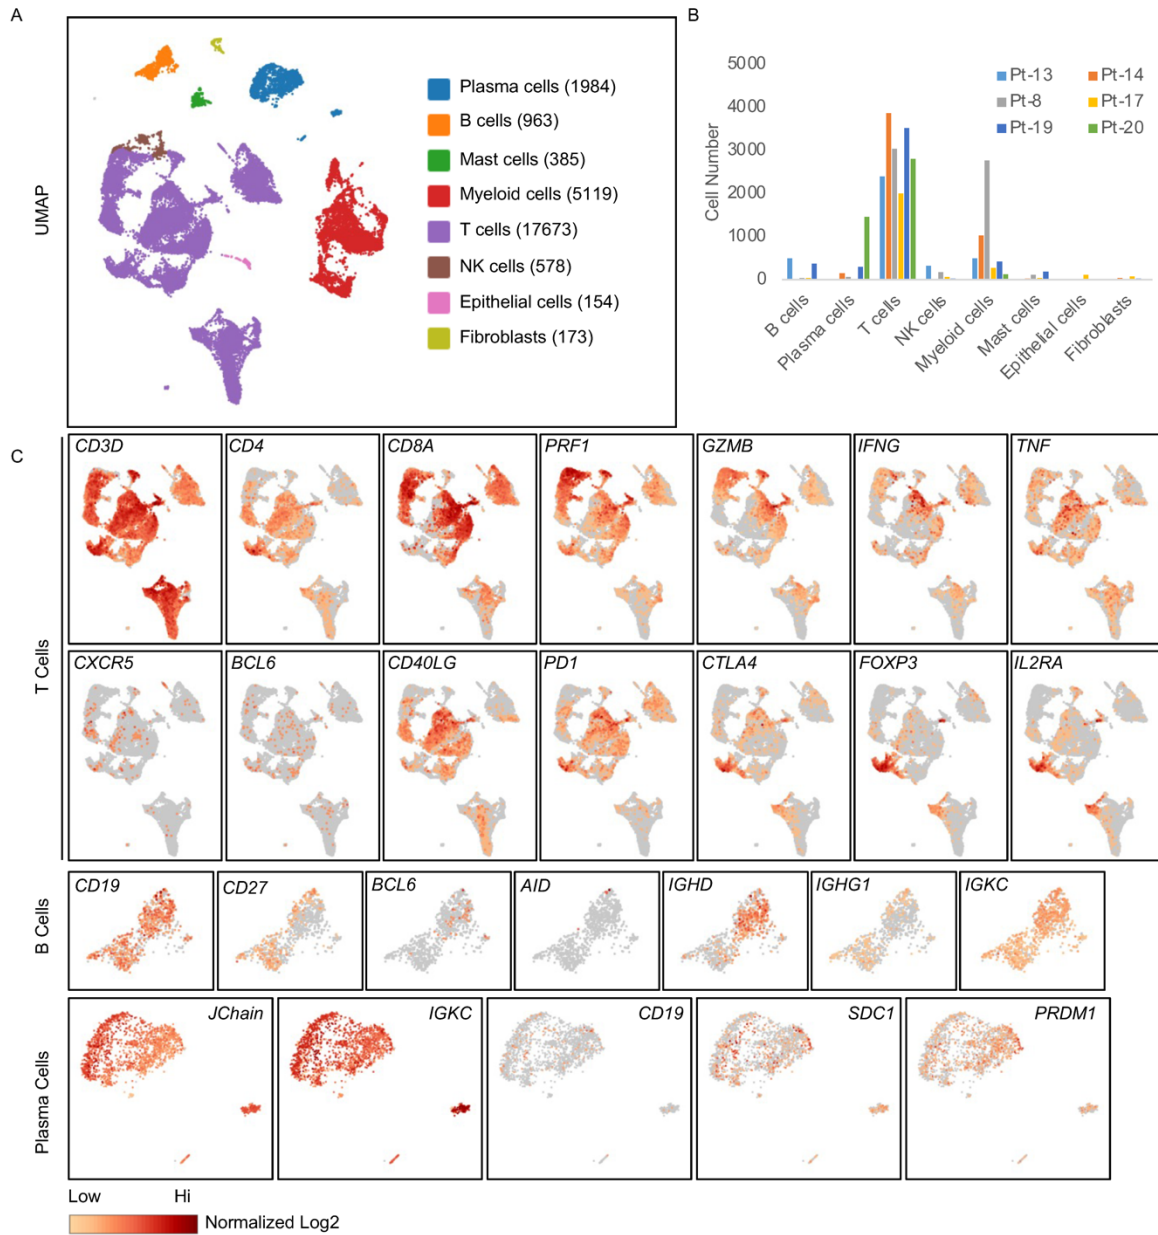 A
UMAP
Plasma cells (1984)
B cells (963)
Mast cells (385)
Myeloid cells (5119)
T cells (17673)
NK cells (578)
Epithelial cells (154)
Fibroblasts (173)
B
Cell Number
5000
4000
3000
2000
1000
0
Pt-13 Pt-14
Pt-8 Pt-17
Pt-19 Pt-20
B cells
Plasma cells
T cells
NK cells
Myeloid cells
Mast cells
Epithelial cells
Fibroblasts
C
T Cells
CD3D CD4 CD8A PRF1 GZMB IFNG TNF
CXCR5 BCL6 CD40LG PD1 CTLA4 FOXP3 IL2RA
B Cells
CD19 CD27 BCL6 AID IGHD IGHG1 IGKC
Plasma Cells
JChain IGKC CD19 SDC1 PRDM1
Low Hi
Normalized Log2